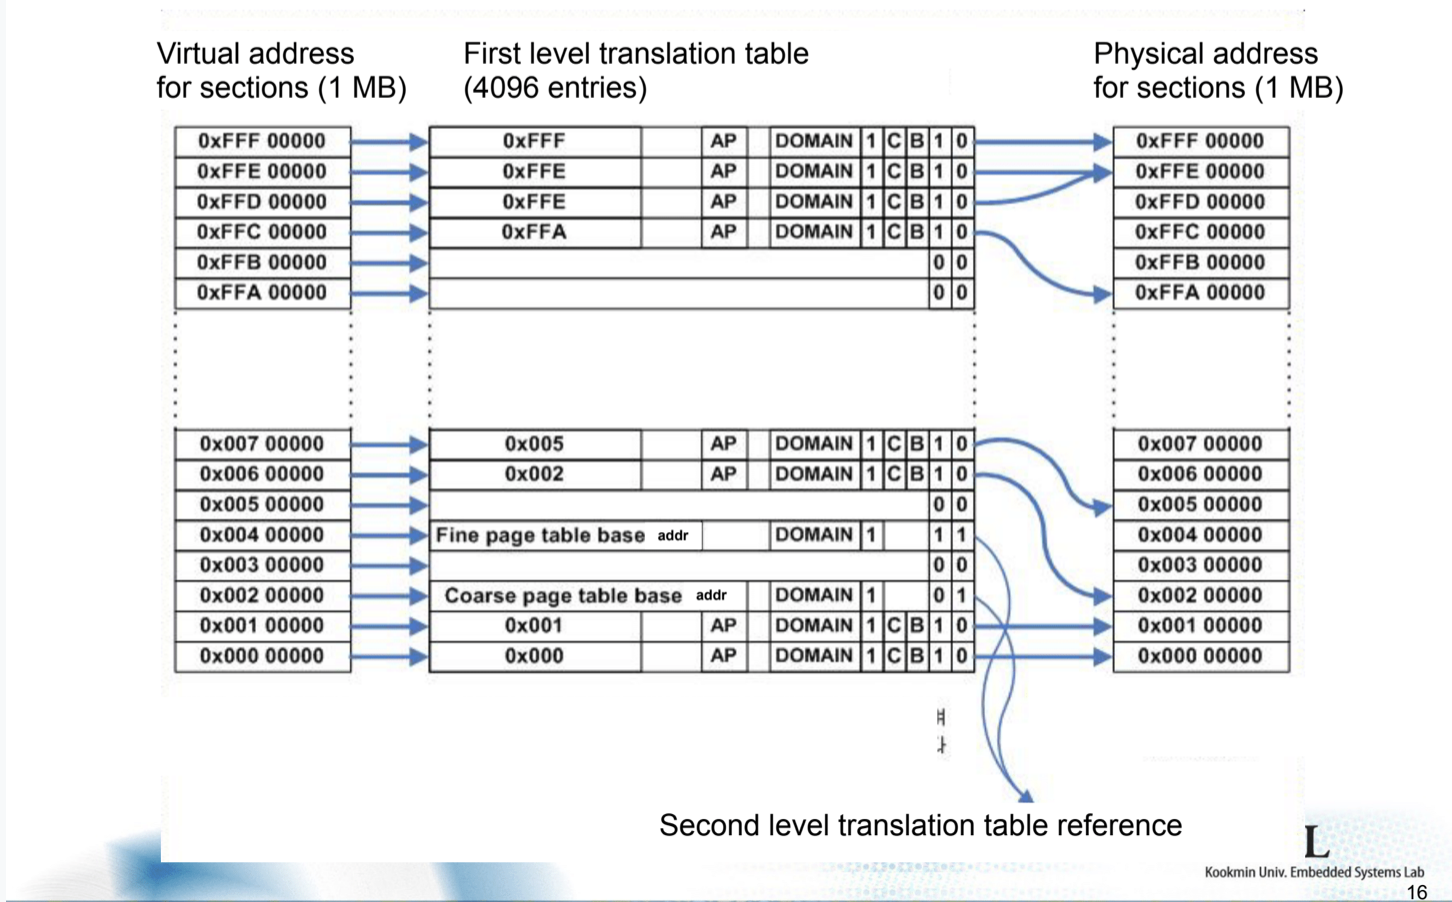 Virtual address
for sections (1 MB)
First level translation table
(4096 entries)
Physical address
for sections (1 MB)
0xFFF 00000 0xFFF AP DOMAIN 1 C B 1 0 0xFFF 00000
0xFFE 00000 0xFFE AP DOMAIN 1 C B 1 0 0xFFE 00000
0xFFD 00000 0xFFE AP DOMAIN 1 C B 1 0 0xFFD 00000
0xFFC 00000 0xFFA AP DOMAIN 1 C B 1 0 0xFFC 00000
0xFFB 00000 0 0 0xFFB 00000
0xFFA 00000 0 0 0xFFA 00000
0x007 00000 0x005 AP DOMAIN 1 C B 1 0 0x007 00000
0x006 00000 0x002 AP DOMAIN 1 C B 1 0 0x006 00000
0x005 00000 0 0 0x005 00000
0x004 00000 Fine page table base addr DOMAIN 1 1 1 0x004 00000
0x003 00000 0 0 0x003 00000
0x002 00000 Coarse page table base addr DOMAIN 1 0 1 0x002 00000
0x001 00000 0x001 AP DOMAIN 1 C B 1 0 0x001 00000
0x000 00000 0x000 AP DOMAIN 1 C B 1 0 0x000 00000
Second level translation table reference
L
Kookmin Univ. Embedded Systems Lab
16